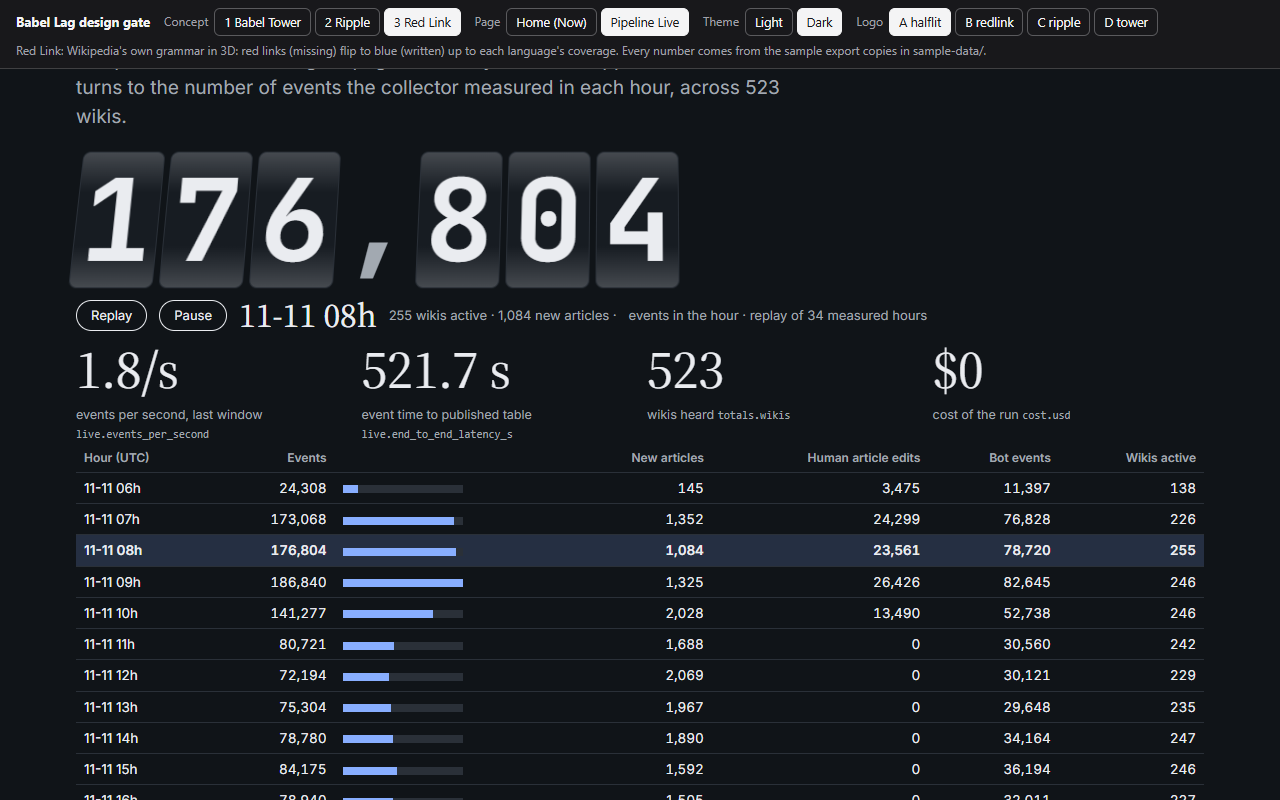 Babel Lag design gate Concept 1 Babel Tower 2 Ripple 3 Red Link Page Home (Now) Pipeline Live Theme Light Dark Logo A halflit B redlink C ripple D tower
Red Link: Wikipedia's own grammar in 3D: red links (missing) flip to blue (written) up to each language's coverage. Every number comes from the sample export copies in sample-data/.
turns to the number of events the collector measured in each hour, across 523
wikis.
176,804
Replay Pause 11-11 08h 255 wikis active · 1,084 new articles · events in the hour · replay of 34 measured hours
1.8/s 521.7 s 523 $0
events per second, last window event time to published table wikis heard totals.wikis cost of the run cost.usd
live.events_per_second live.end_to_end_latency_s
Hour (UTC) Events New articles Human article edits Bot events Wikis active
11-11 06h 24,308 145 3,475 11,397 138
11-11 07h 173,068 1,352 24,299 76,828 226
11-11 08h 176,804 1,084 23,561 78,720 255
11-11 09h 186,840 1,325 26,426 82,645 246
11-11 10h 141,277 2,028 13,490 52,738 246
11-11 11h 80,721 1,688 0 30,560 242
11-11 12h 72,194 2,069 0 30,121 229
11-11 13h 75,304 1,967 0 29,648 235
11-11 14h 78,780 1,890 0 34,164 247
11-11 15h 84,175 1,592 0 36,194 246
11-11 16h 78,940 1,505 0 32,011 227